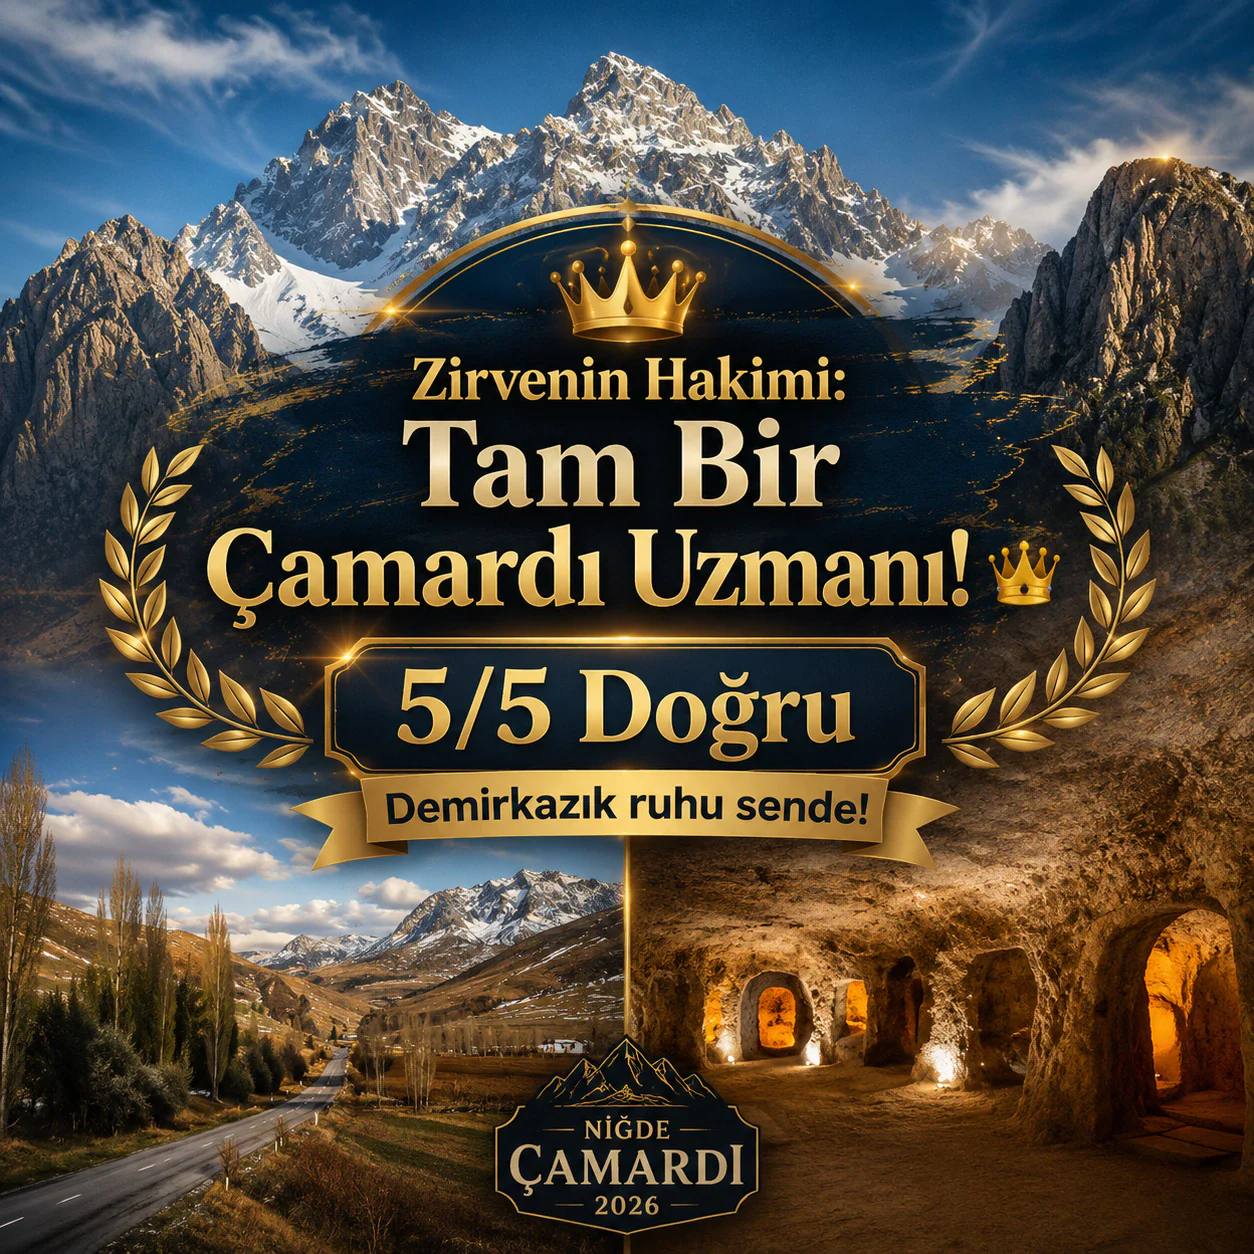 Zirvenin Hakimi:
Tam Bir
Çamardı Uzmanı!
5/5 Doğru
Demirkazık ruhu sende!
NİĞDE
ÇAMARDI
2026